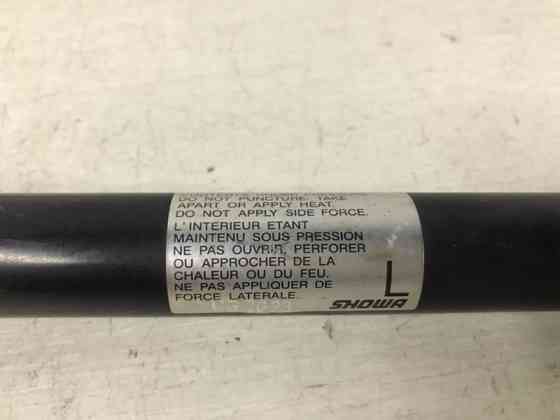 DO NOT PUNCTURE, TAKE
APART OR APPLY HEAT.
DO NOT APPLY SIDE FORCE.
L'INTERIEUR ETANT
MAINTENU SOUS PRESSION
NE PAS OUVRIR, PERFORER
OU APPROCHER DE LA
CHALEUR OU DU FEU.
NE PAS APPLIQUER DE
FORCE LATERALE.
L
SHOWA